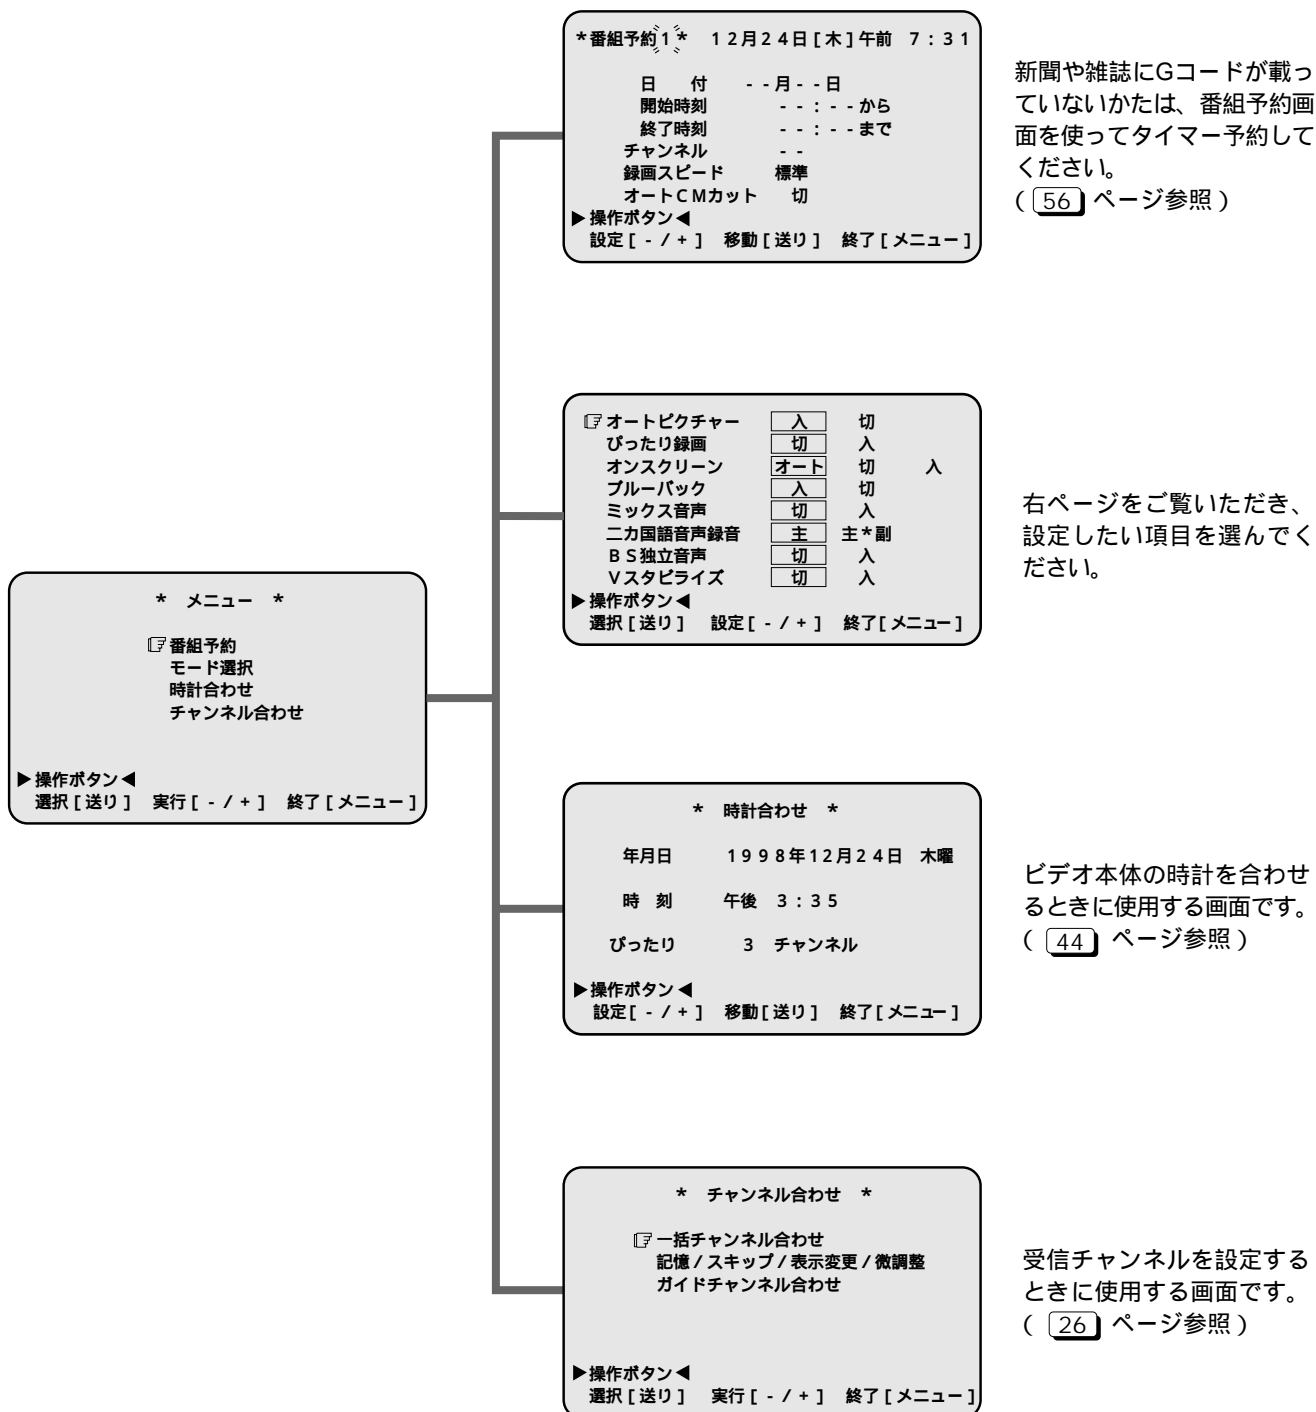 *番組予約1*　12月24日[木]午前　7:31
日　付　--月--日
開始時刻　--:--から
終了時刻　--:--まで
チャンネル　--
録画スピード　標準
オートCMカット　切
▶操作ボタン◀
設定[-/+]　移動[送り]　終了[メニュー]
新聞や雑誌にGコードが載っ
ていないかたは、番組予約画
面を使ってタイマー予約して
ください。
(56ページ参照)
☞オートピクチャー　入　切
ぴったり録画　切　入
オンスクリーン　オート　切　入
ブルーバック　入　切
ミックス音声　切　入
二カ国語音声録音　主　主*副
BS独立音声　切　入
Vスタビライズ　切　入
▶操作ボタン◀
選択[送り]　設定[-/+]　終了[メニュー]
右ページをご覧いただき、
設定したい項目を選んでく
ださい。
*　メニュー　*
☞番組予約
モード選択
時計合わせ
チャンネル合わせ
▶操作ボタン◀
選択[送り]　実行[-/+]　終了[メニュー]
*　時計合わせ　*
年月日　1998年12月24日　木曜
時　刻　午後　3:35
ぴったり　3　チャンネル
▶操作ボタン◀
設定[-/+]　移動[送り]　終了[メニュー]
ビデオ本体の時計を合わせ
るときに使用する画面です。
(44ページ参照)
*　チャンネル合わせ　*
☞一括チャンネル合わせ
記憶/スキップ/表示変更/微調整
ガイドチャンネル合わせ
▶操作ボタン◀
選択[送り]　実行[-/+]　終了[メニュー]
受信チャンネルを設定する
ときに使用する画面です。
(26ページ参照)